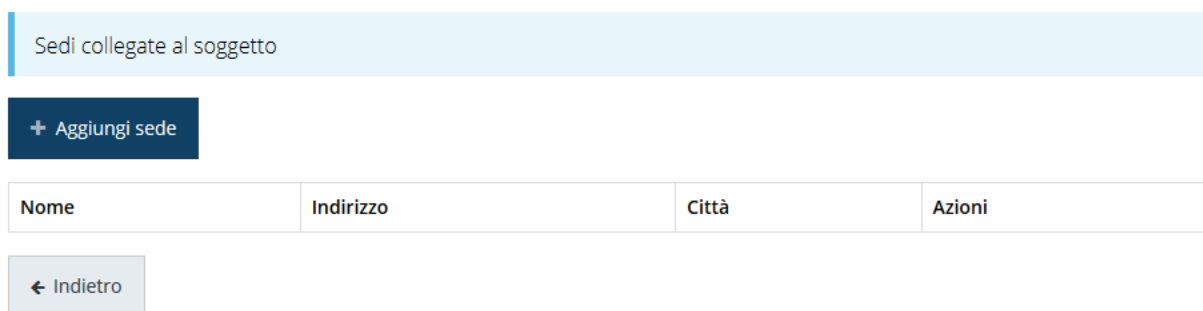 Sedi collegate al soggetto
+ Aggiungi sede
Nome Indirizzo Città Azioni
← Indietro